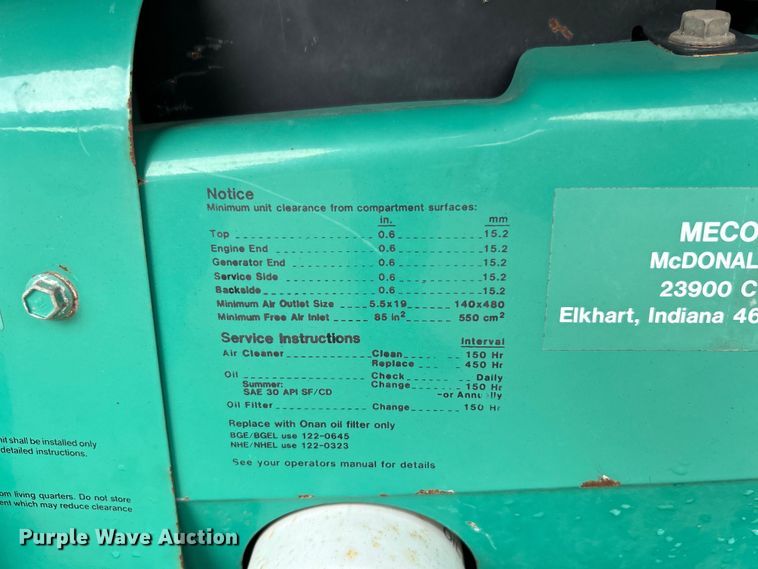 Notice
Minimum unit clearance from compartment surfaces:
in. mm
Top 0.6 15.2
Engine End 0.6 15.2
Generator End 0.6 15.2
Service Side 0.6 15.2
Backside 0.6 15.2
Minimum Air Outlet Size 5.5x19 140x480
Minimum Free Air Inlet 85 in² 550 cm²
Service Instructions Interval
Air Cleaner Clean 150 Hr
Replace 450 Hr
Oil Check Daily
Summer: Change 150 Hr
SAE 30 API SF/CD -or Annually
Oil Filter Change 150 Hr
Replace with Onan oil filter only
BGE/BGEL use 122-0645
NHE/NHEL use 122-0323
See your operators manual for details
MECO
McDONAL
23900 C
Elkhart, Indiana 46
nit shall be installed only
detailed instructions.
om living quarters. Do not store
ent which may reduce clearance
Purple Wave Auction